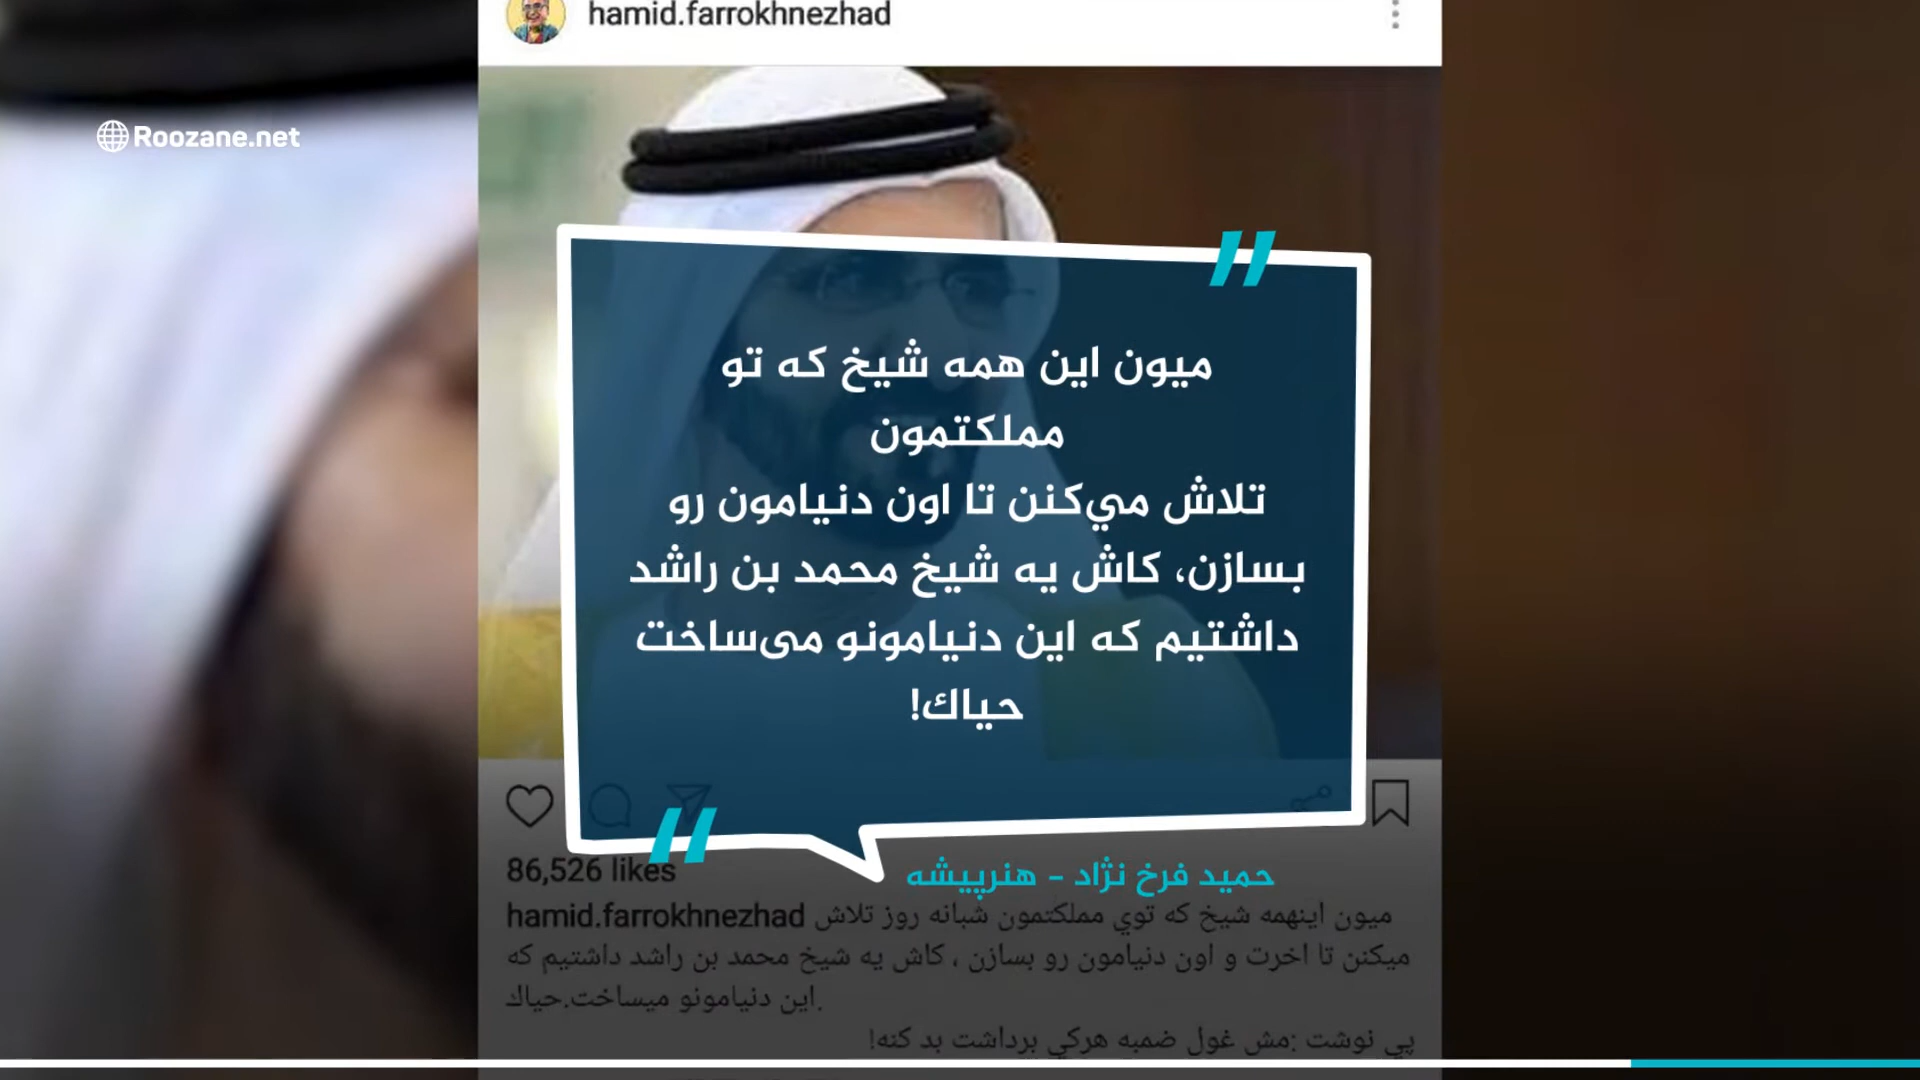 hamid.farrokhnezhad
Roozane.net
میون این همه شیخ که تو
مملکتمون
تلاش مي‌کنن تا اون دنیامون رو
بسازن، کاش یه شیخ محمد بن راشد
داشتیم که این دنیامونو می‌ساخت
حیاك!
حمید فرخ نژاد - هنرپیشه
86,526 likes
hamid.farrokhnezhad میون اینهمه شیخ که توي مملکتمون شبانه روز تلاش
میکنن تا اخرت و اون دنیامون رو بسازن ، کاش یه شیخ محمد بن راشد داشتیم که
این دنیامونو میساخت.حیاك.
پي نوشت :مش غول ضمبه هرکي برداشت بد کنه!